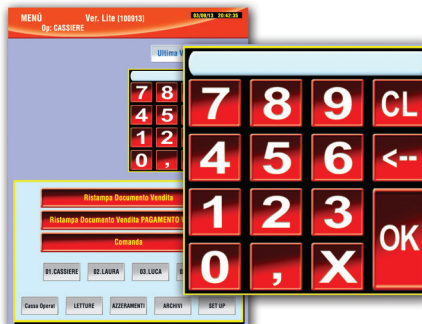 MENÚ Ver. Lite (100913) 03/09/13 20:42:35
Op: CASSIERE
Ultima V
7 8
4 5
1 2
0 ,
7 8 9 CL
4 5 6 <--
1 2 3
0 , X OK
Ristampa Documento Vendita
Ristampa Documento Vendita PAGAMENTO
Comanda
01.CASSIERE 02.LAURA 03.LUCA
Cassa Operat LETTURE AZZERAMENTI ARCHIVI SET UP